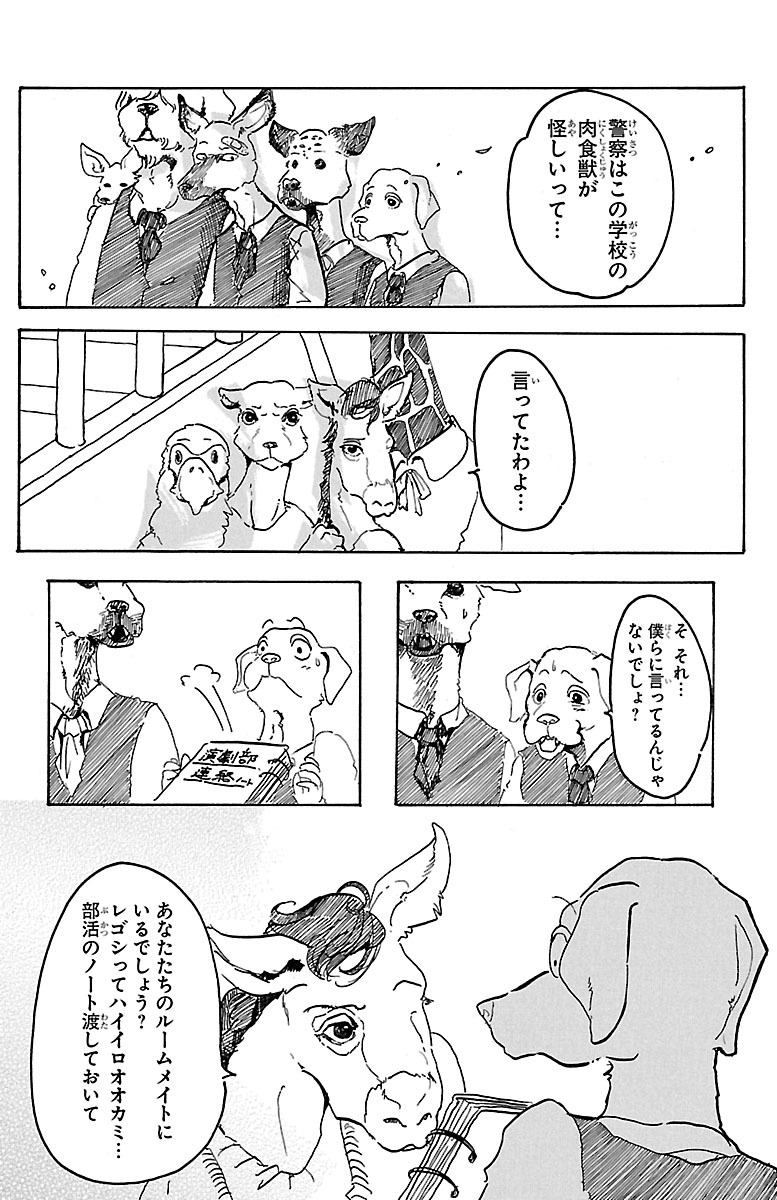 警察はこの学校の
肉食獣が
怪しいって…
言ってたわよ…
そ それ…
僕らに言ってるんじゃ
ないでしょ?
演劇部
連絡ノート
あなたたちのルームメイトに
いるでしょう?
レゴシってハイイロオオカミ…
部活のノート渡しておいて